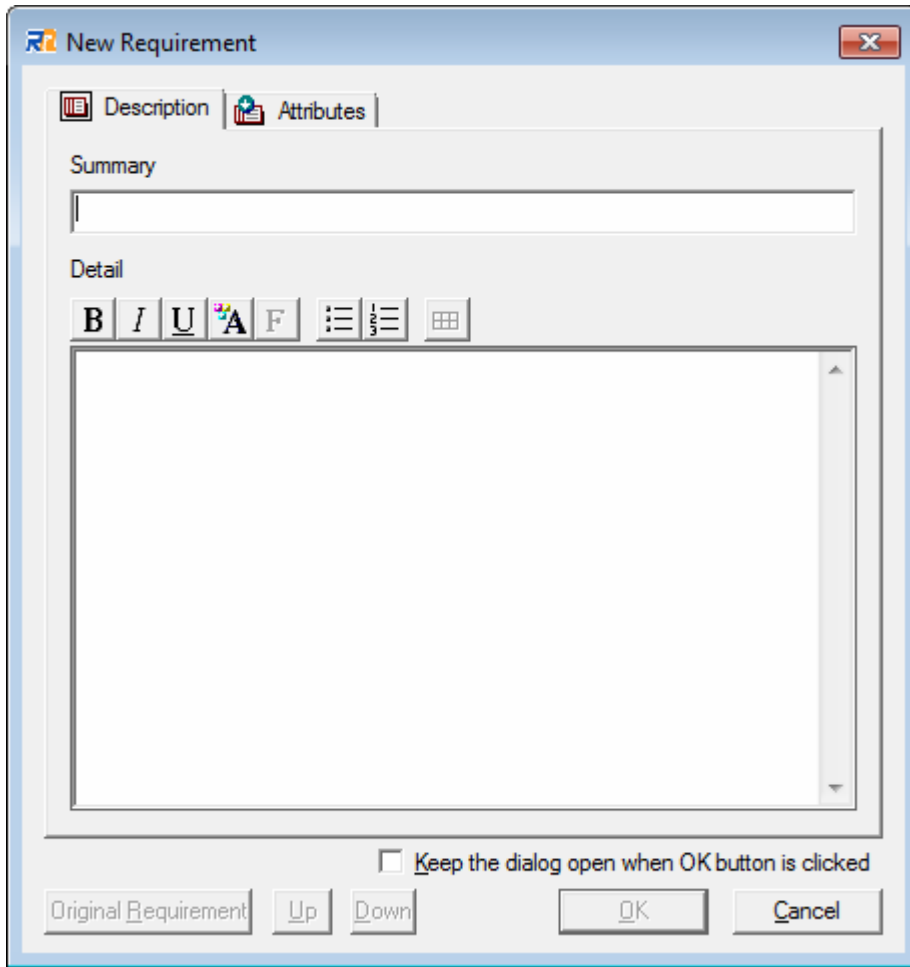 New Requirement
Description Attributes
Summary
Detail
B I U A F
Keep the dialog open when OK button is clicked
Original Requirement Up Down OK Cancel